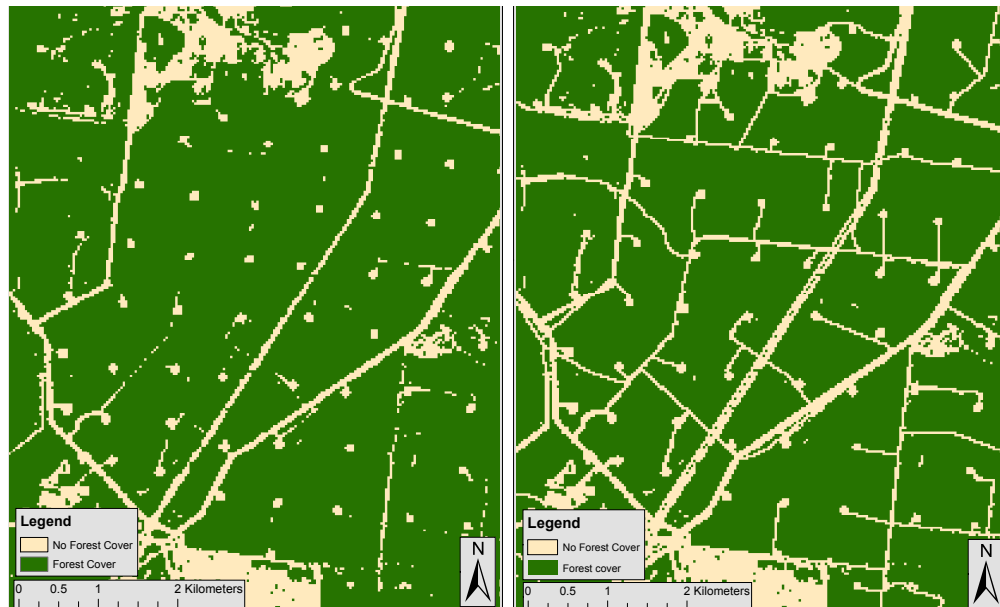 Legend
No Forest Cover
Forest Cover
0 0.5 1 2 Kilometers
N
Legend
No Forest Cover
Forest cover
0 0.5 1 2 Kilometers
N